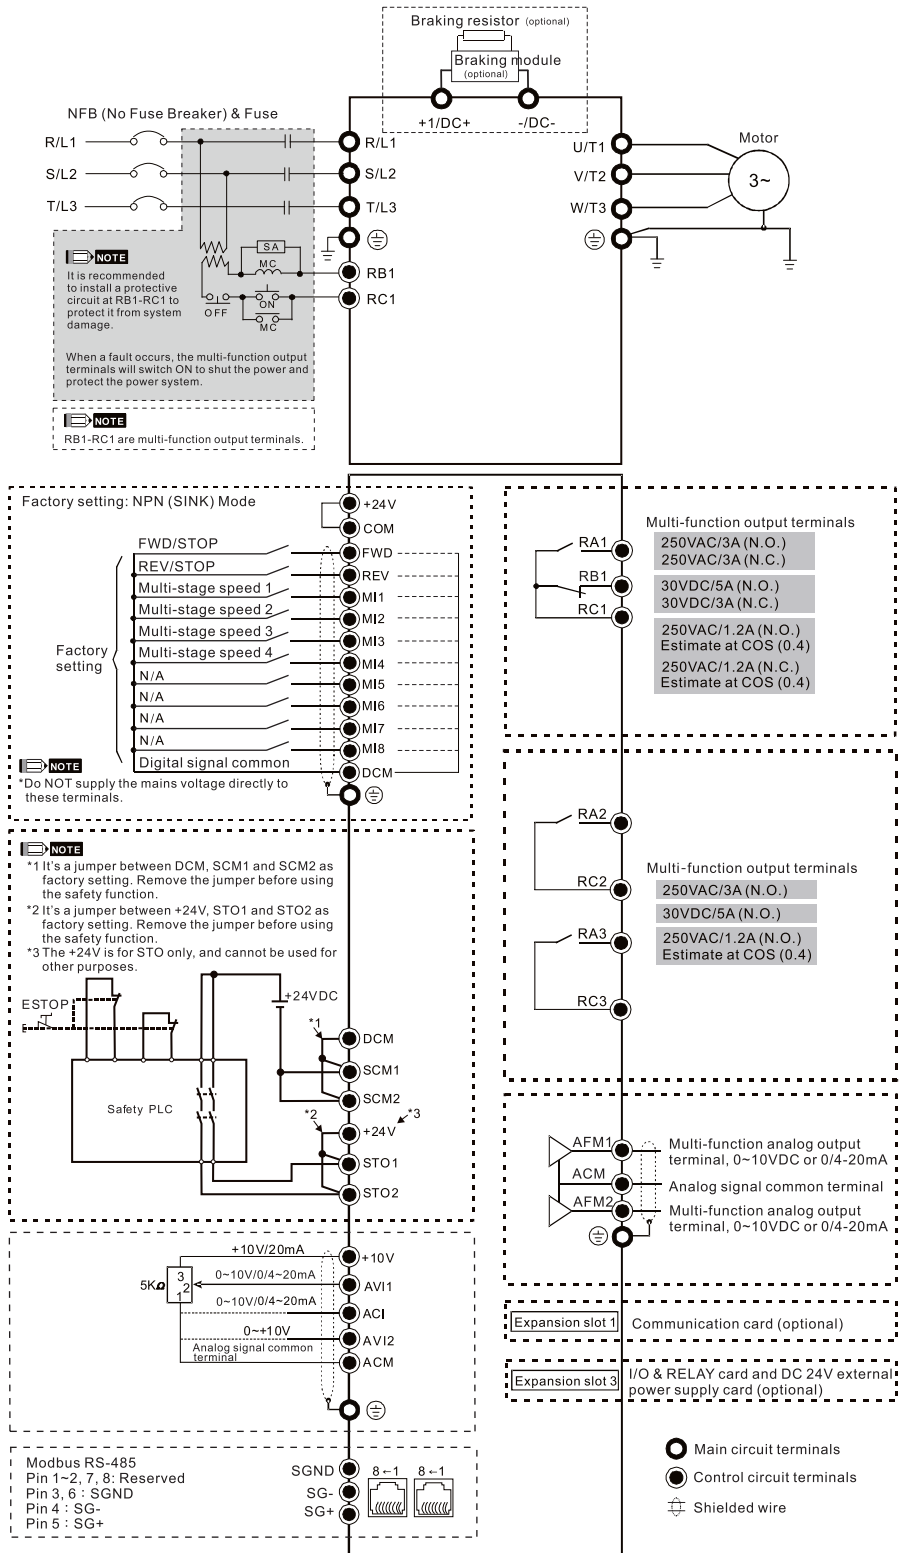 Braking resistor (optional)
Braking module
(optional)
+1/DC+
-/DC-
NFB (No Fuse Breaker) & Fuse
R/L1
S/L2
T/L3
R/L1
S/L2
T/L3
RB1
RC1
SA
MC
OFF
ON
MC
NOTE
It is recommended
to install a protective
circuit at RB1-RC1 to
protect it from system
damage.
When a fault occurs, the multi-function output
terminals will switch ON to shut the power and
protect the power system.
NOTE
RB1-RC1 are multi-function output terminals.
U/T1
V/T2
W/T3
Motor
3~
Factory setting: NPN (SINK) Mode
+24V
COM
FWD/STOP
FWD
REV/STOP
REV
Multi-stage speed 1
MI1
Multi-stage speed 2
MI2
Multi-stage speed 3
MI3
Multi-stage speed 4
MI4
N/A
MI5
N/A
MI6
N/A
MI7
N/A
MI8
Digital signal common
DCM
Factory
setting
NOTE
*Do NOT supply the mains voltage directly to
these terminals.
RA1
RB1
RC1
Multi-function output terminals
250VAC/3A (N.O.)
250VAC/3A (N.C.)
30VDC/5A (N.O.)
30VDC/3A (N.C.)
250VAC/1.2A (N.O.)
Estimate at COS (0.4)
250VAC/1.2A (N.C.)
Estimate at COS (0.4)
NOTE
*1 It's a jumper between DCM, SCM1 and SCM2 as
factory setting. Remove the jumper before using
the safety function.
*2 It's a jumper between +24V, STO1 and STO2 as
factory setting. Remove the jumper before using
the safety function.
*3 The +24V is for STO only, and cannot be used for
other purposes.
ESTOP
+24VDC
Safety PLC
*1
DCM
SCM1
SCM2
*2
*3
+24V
STO1
STO2
RA2
RC2
RA3
RC3
Multi-function output terminals
250VAC/3A (N.O.)
30VDC/5A (N.O.)
250VAC/1.2A (N.O.)
Estimate at COS (0.4)
AFM1
ACM
AFM2
Multi-function analog output
terminal, 0~10VDC or 0/4-20mA
Analog signal common terminal
Multi-function analog output
terminal, 0~10VDC or 0/4-20mA
+10V/20mA
+10V
5KΩ
3
2
1
0~10V/0/4~20mA
AVI1
0~10V/0/4~20mA
ACI
0~+10V
AVI2
Analog signal common
terminal
ACM
Expansion slot 1
Communication card (optional)
Expansion slot 3
I/O & RELAY card and DC 24V external
power supply card (optional)
Modbus RS-485
Pin 1~2, 7, 8: Reserved
Pin 3, 6 : SGND
Pin 4 : SG-
Pin 5 : SG+
SGND
SG-
SG+
8←1
8←1
Main circuit terminals
Control circuit terminals
Shielded wire